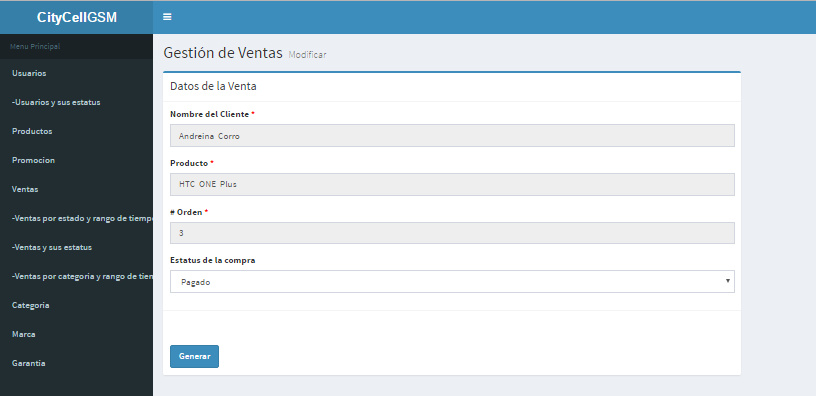 CityCellGSM
Menu Principal
Usuarios
-Usuarios y sus estatus
Productos
Promocion
Ventas
-Ventas por estado y rango de tiempo
-Ventas y sus estatus
-Ventas por categoria y rango de tien
Categoria
Marca
Garantia
Gestión de Ventas Modificar
Datos de la Venta
Nombre del Cliente *
Andreina Corro
Producto *
HTC ONE Plus
# Orden *
3
Estatus de la compra
Pagado
Generar